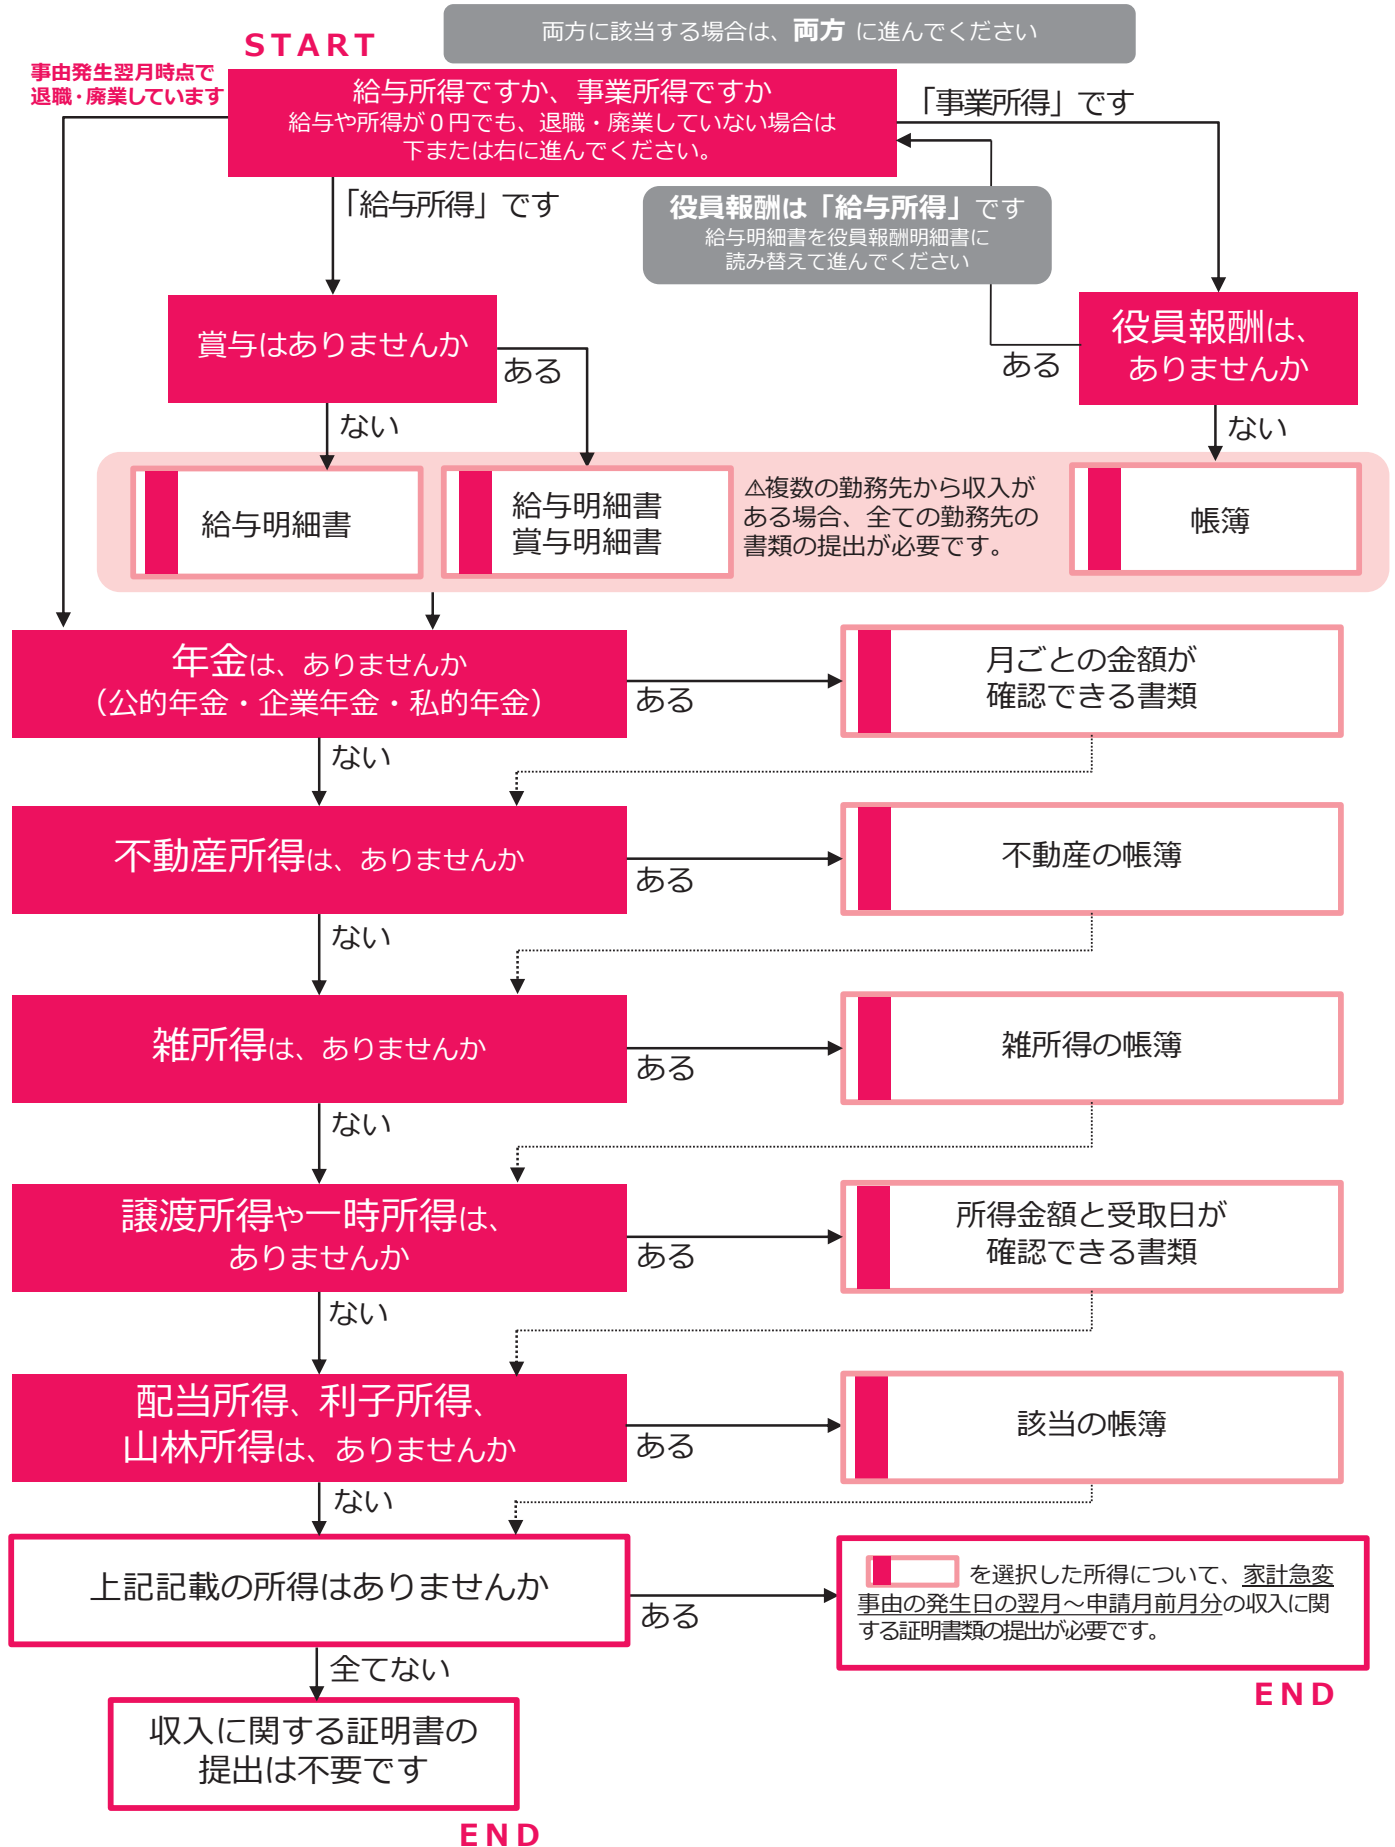 両方に該当する場合は、両方 に進んでください
START
事由発生翌月時点で
退職・廃業しています
給与所得ですか、事業所得ですか
給与や所得が０円でも、退職・廃業していない場合は
下または右に進んでください。
「事業所得」です
「給与所得」です
役員報酬は「給与所得」です
給与明細書を役員報酬明細書に
読み替えて進んでください
賞与はありませんか
ある
ない
役員報酬は、
ありませんか
ある
ない
給与明細書
給与明細書
賞与明細書
⚠複数の勤務先から収入が
ある場合、全ての勤務先の
書類の提出が必要です。
帳簿
年金は、ありませんか
（公的年金・企業年金・私的年金）
ある
月ごとの金額が
確認できる書類
ない
不動産所得は、ありませんか
ある
不動産の帳簿
ない
雑所得は、ありませんか
ある
雑所得の帳簿
ない
譲渡所得や一時所得は、
ありませんか
ある
所得金額と受取日が
確認できる書類
ない
配当所得、利子所得、
山林所得は、ありませんか
ある
該当の帳簿
ない
上記記載の所得はありませんか
ある
を選択した所得について、家計急変
事由の発生日の翌月～申請月前月分の収入に関
する証明書類の提出が必要です。
END
全てない
収入に関する証明書の
提出は不要です
END